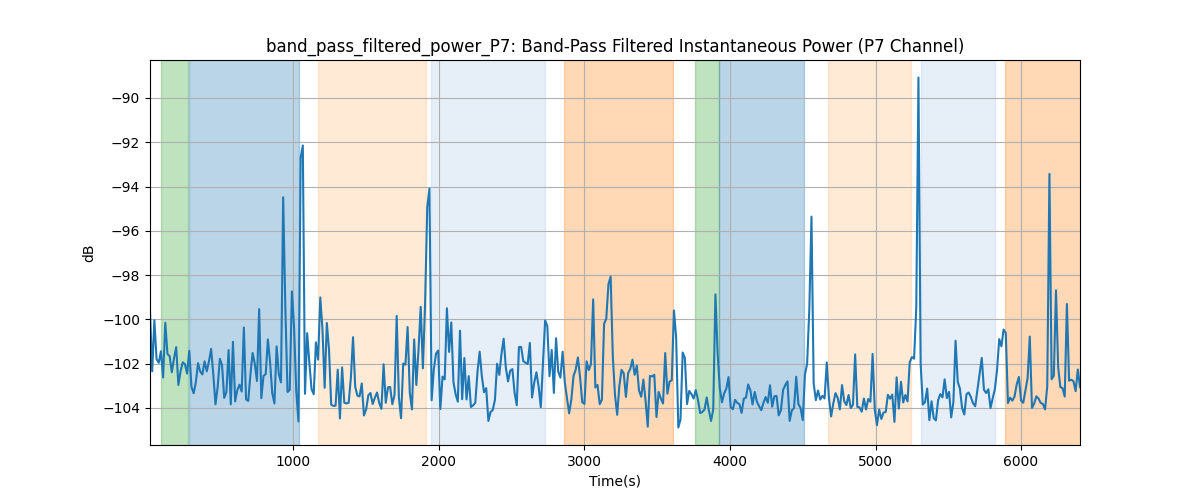 band_pass_filtered_power_P7: Band-Pass Filtered Instantaneous Power (P7 Channel)
−90
−92
−94
−96
−98
−100
−102
−104
dB
1000 2000 3000 4000 5000 6000
Time(s)